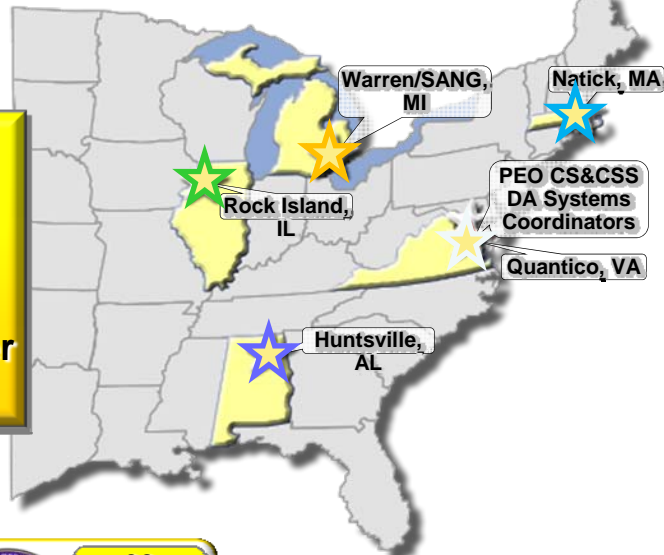 Warren/SANG,
MI
Natick, MA
PEO CS&CSS
DA Systems
Coordinators
Rock Island,
IL
Quantico, VA
Huntsville,
AL
r